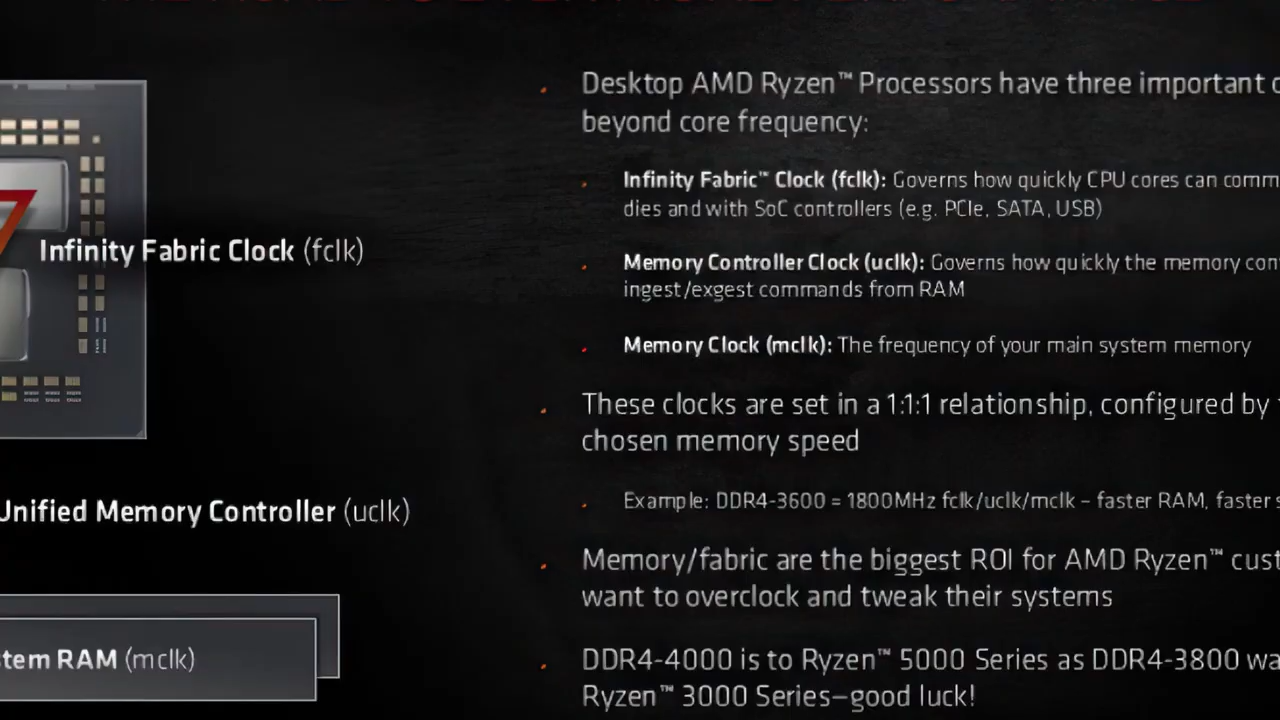 Desktop AMD Ryzen™ Processors have three important
beyond core frequency:
Infinity Fabric™ Clock (fclk): Governs how quickly CPU cores can comm
dies and with SoC controllers (e.g. PCIe, SATA, USB)
Infinity Fabric Clock (fclk)
Memory Controller Clock (uclk): Governs how quickly the memory con
ingest/exgest commands from RAM
Memory Clock (mclk): The frequency of your main system memory
These clocks are set in a 1:1:1 relationship, configured by
chosen memory speed
Example: DDR4-3600 = 1800MHz fclk/uclk/mclk – faster RAM, faster
Unified Memory Controller (uclk)
Memory/fabric are the biggest ROI for AMD Ryzen™ cust
want to overclock and tweak their systems
DDR4-4000 is to Ryzen™ 5000 Series as DDR4-3800 wa
Ryzen™ 3000 Series–good luck!
stem RAM (mclk)